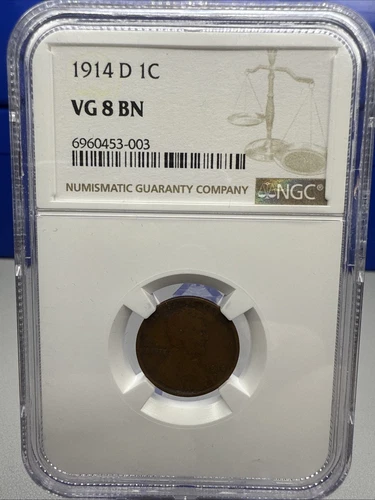 1914 D 1C
VG 8 BN
6960453-003
NUMISMATIC GUARANTY COMPANY
NGC®